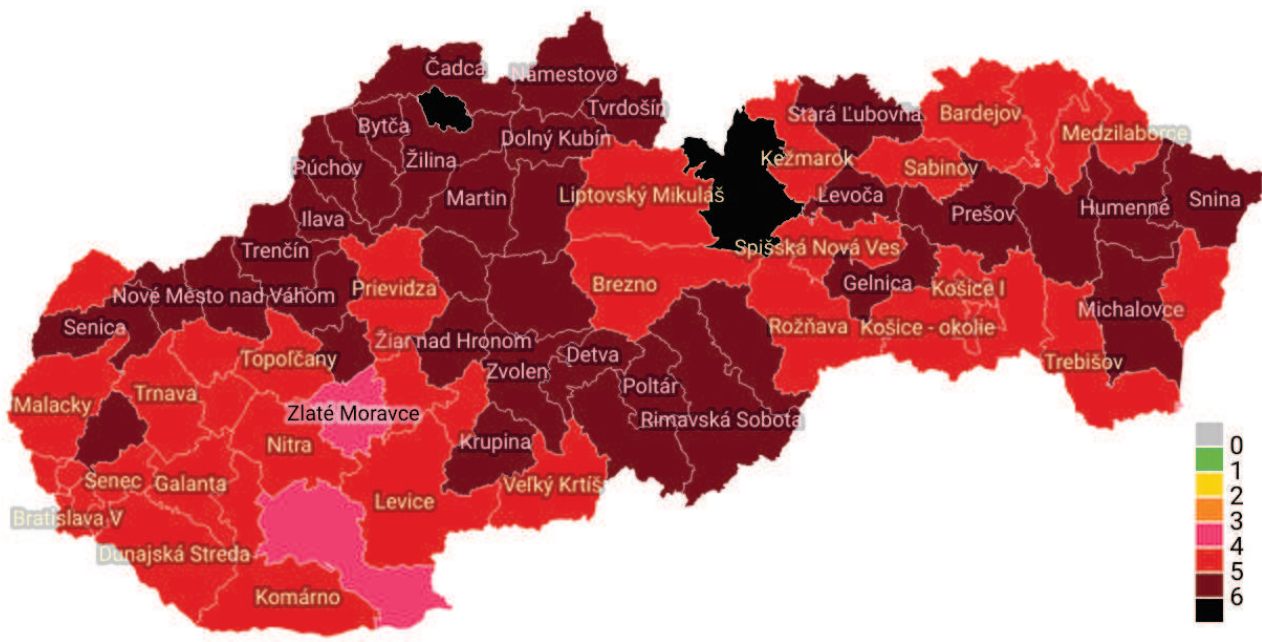 Čadca
Námestovo
Tvrdošín
Bytča
Dolný Kubín
Stará Ľubovňa
Bardejov
Medzilaborce
Púchov
Žilina
Kežmarok
Sabinov
Liptovský Mikuláš
Martin
Levoča
Snina
Ilava
Prešov
Humenné
Trenčín
Spišská Nová Ves
Prievidza
Brezno
Gelnica
Košice I
Nové Mesto nad Váhom
Michalovce
Senica
Rožňava
Košice - okolie
Žiar nad Hronom
Topoľčany
Detva
Trebišov
Zvolen
Poltár
Malacky
Trnava
Zlaté Moravce
Rimavská Sobota
Nitra
Krupina
Šenec
Galanta
Veľký Krtíš
Levice
Bratislava V
Dunajská Streda
Komárno
0
1
2
3
4
5
6